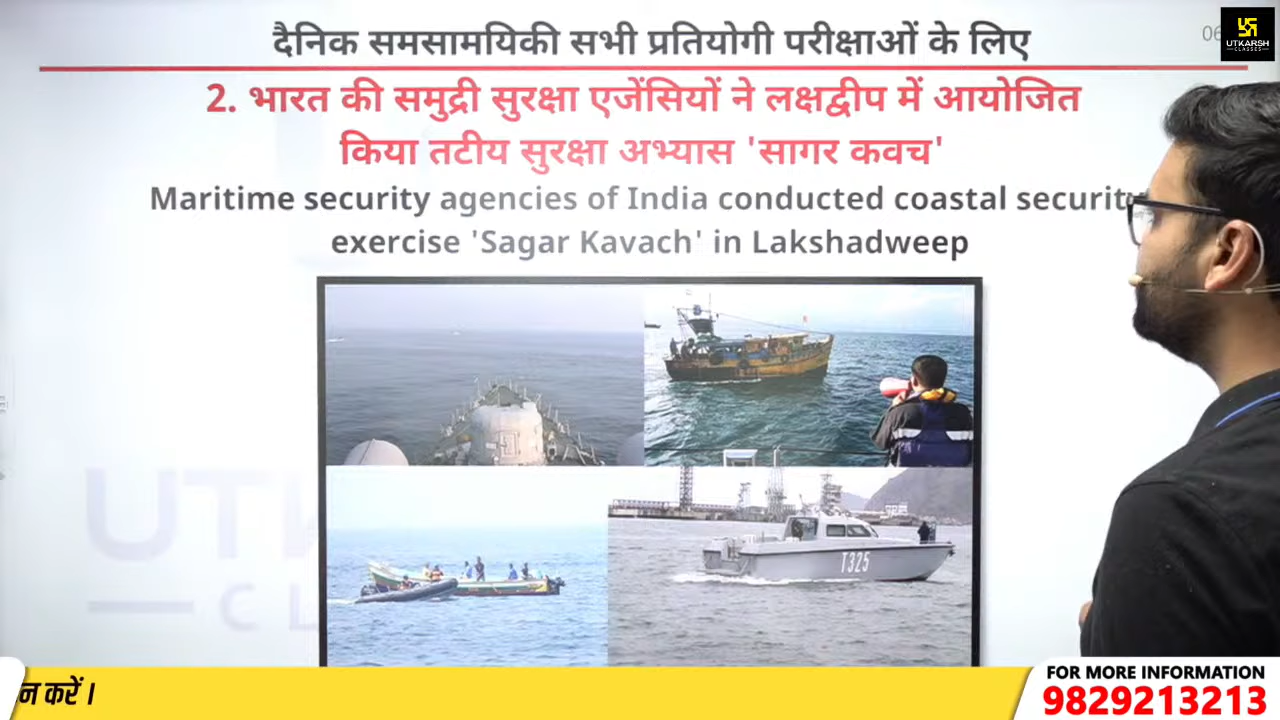 दैनिक समसामयिकी सभी प्रतियोगी परीक्षाओं के लिए
06
UTKARSH
CLASSES
2. भारत की समुद्री सुरक्षा एजेंसियों ने लक्षद्वीप में आयोजित
किया तटीय सुरक्षा अभ्यास 'सागर कवच'
Maritime security agencies of India conducted coastal security
exercise 'Sagar Kavach' in Lakshadweep
T325
न करें ।
FOR MORE INFORMATION
9829213213